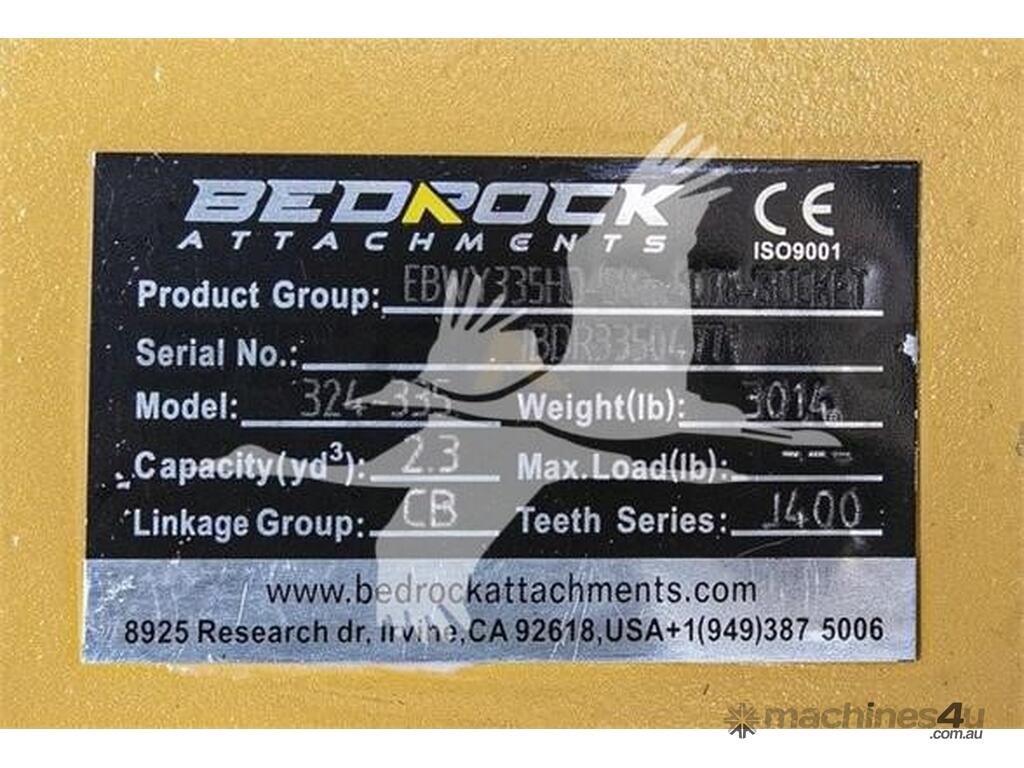 BEDROCK
ATTACHMENTS
CE
ISO9001
Product Group:
Serial No.:
Model: 324-335 Weight(lb): 3014
Capacity(yd³): 2.3 Max.Load(lb):
Linkage Group: CB Teeth Series: J400
www.bedrockattachments.com
8925 Research dr, Irvine,CA 92618,USA+1(949)387 5006
machines4u
.com.au